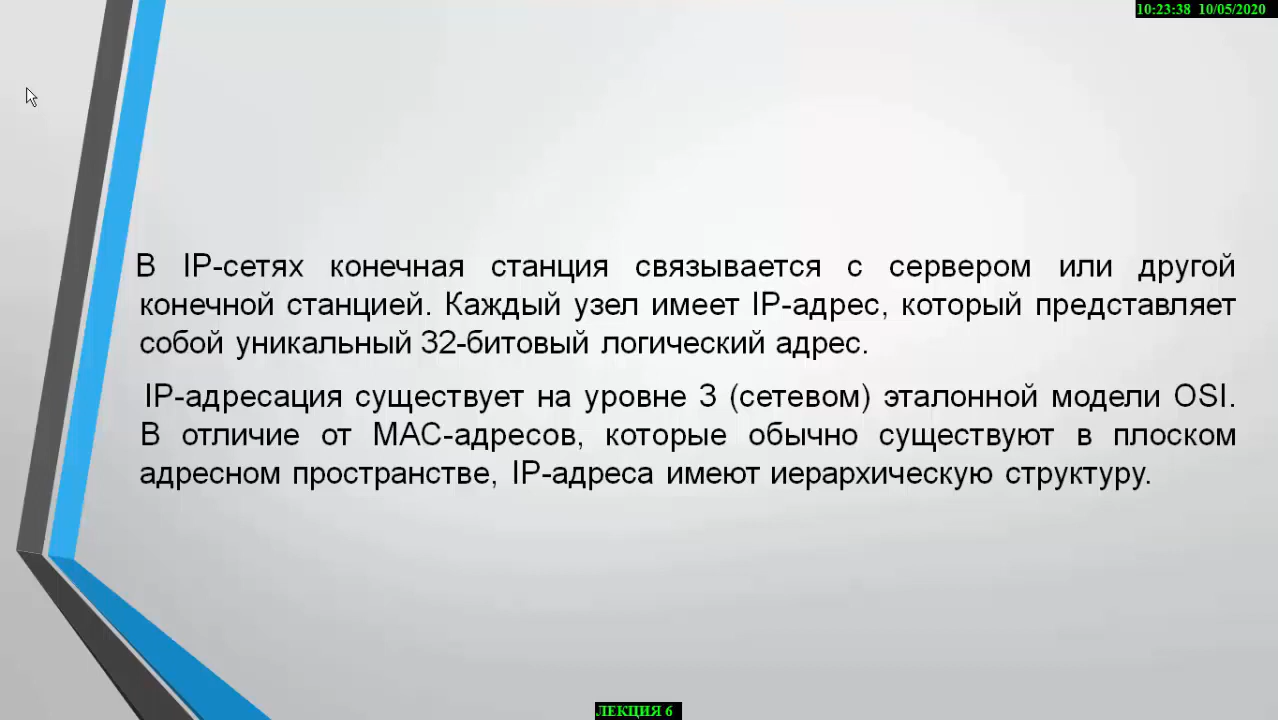 10:23:38 10/05/2020
В IP-сетях конечная станция связывается с сервером или другой
конечной станцией. Каждый узел имеет IP-адрес, который представляет
собой уникальный 32-битовый логический адрес.
IP-адресация существует на уровне 3 (сетевом) эталонной модели OSI.
В отличие от MAC-адресов, которые обычно существуют в плоском
адресном пространстве, IP-адреса имеют иерархическую структуру.
ЛЕКЦИЯ 6